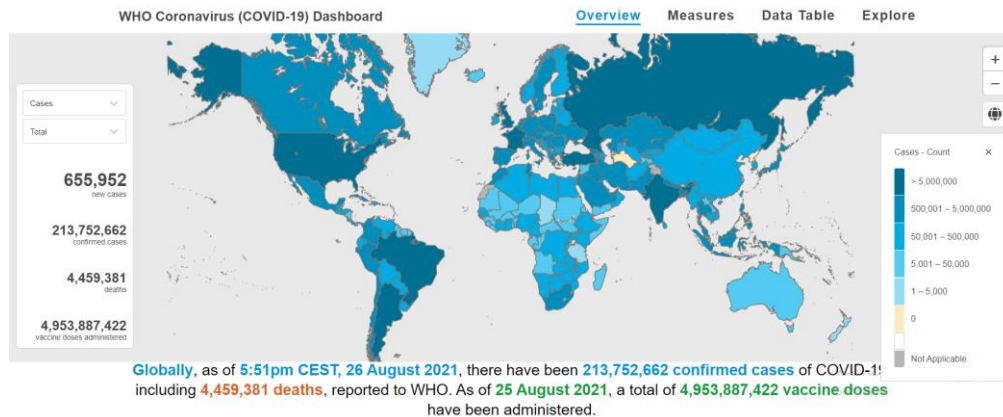 WHO Coronavirus (COVID-19) Dashboard
Overview Measures Data Table Explore
Cases
Total
655,952
new cases
213,752,662
confirmed cases
4,459,381
deaths
4,953,887,422
vaccine doses administered
+
−
Cases - Count ×
> 5,000,000
500,001 – 5,000,000
50,001 – 500,000
5,001 – 50,000
1 – 5,000
0
Not Applicable
Globally, as of 5:51pm CEST, 26 August 2021, there have been 213,752,662 confirmed cases of COVID-19
including 4,459,381 deaths, reported to WHO. As of 25 August 2021, a total of 4,953,887,422 vaccine doses
have been administered.